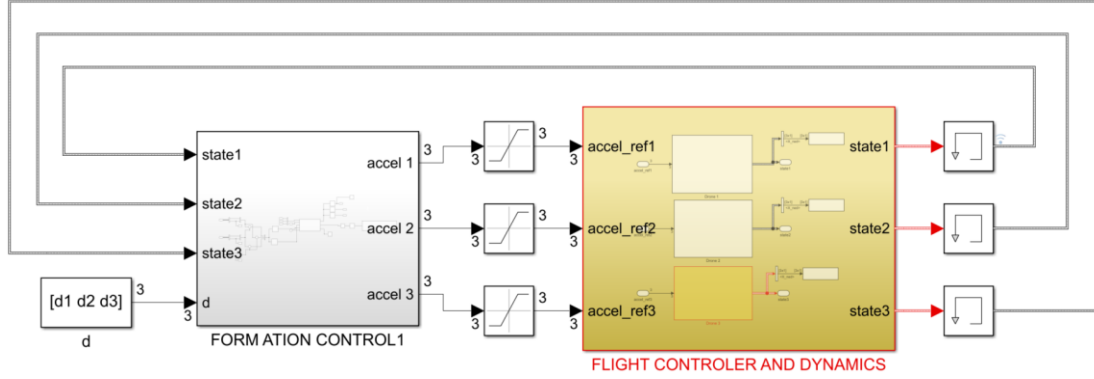 state1
state2
state3
d
accel 1
accel 2
accel 3
3
3
3
3
[d1 d2 d3]
3
d
FORM ATION CONTROL1
3
3
3
3
3
3
3
3
3
accel_ref1
accel_ref2
accel_ref3
state1
state2
state3
FLIGHT CONTROLER AND DYNAMICS